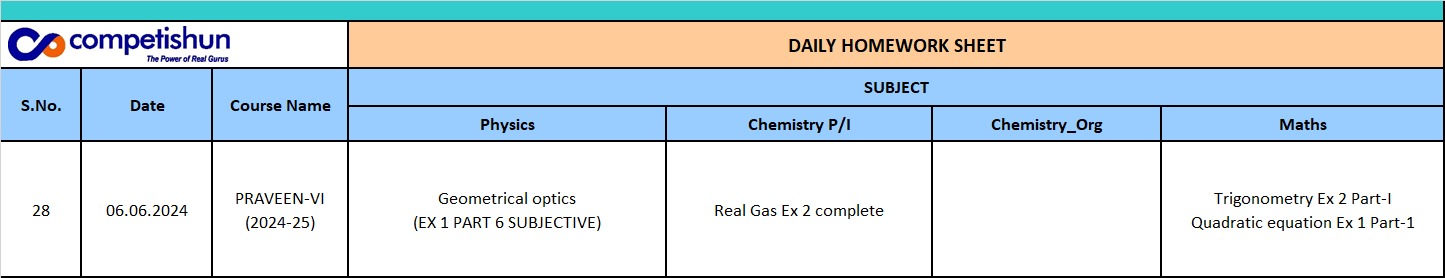 competishun
The Power of Real Gurus
DAILY HOMEWORK SHEET
S.No.
Date
Course Name
SUBJECT
Physics
Chemistry P/I
Chemistry_Org
Maths
28
06.06.2024
PRAVEEN-VI
(2024-25)
Geometrical optics
(EX 1 PART 6 SUBJECTIVE)
Real Gas Ex 2 complete
Trigonometry Ex 2 Part-I
Quadratic equation Ex 1 Part-1